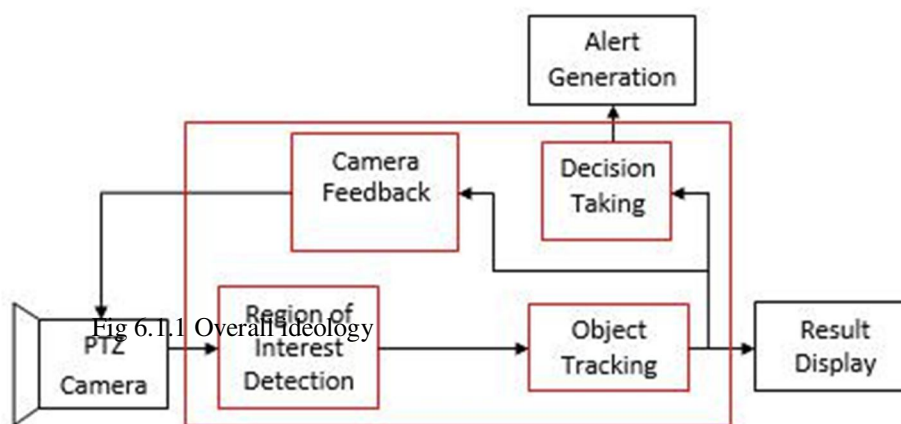 Alert
Generation
Camera
Feedback
Decision
Taking
Region of
Interest
Detection
Fig 6.1.1 Overall ideology
PTZ
Camera
Object
Tracking
Result
Display